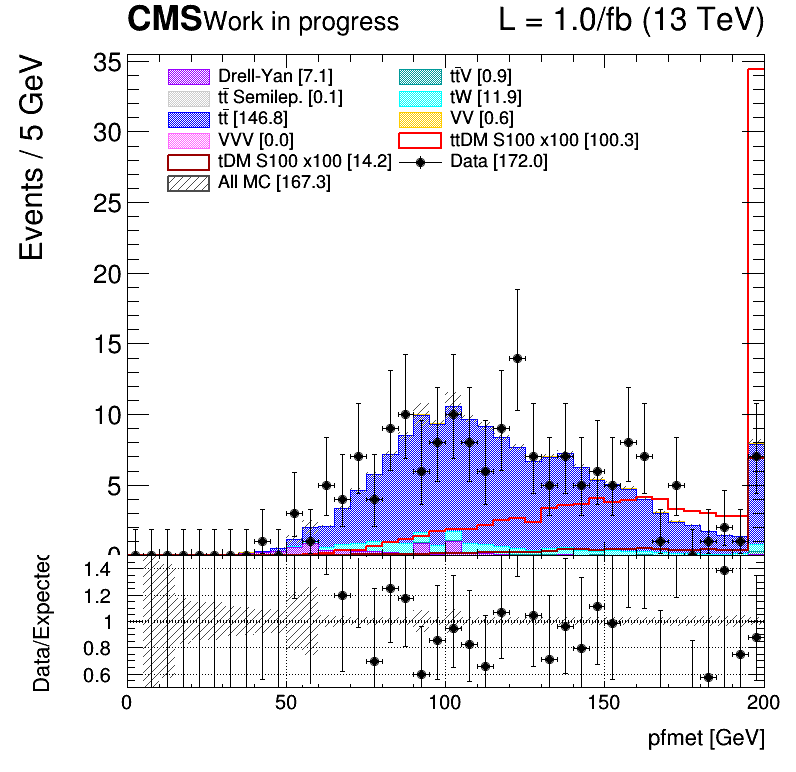 CMS Work in progress L = 1.0/fb (13 TeV)
Events / 5 GeV
35
30
25
20
15
10
5
0
Drell-Yan [7.1] tt̄V [0.9]
tt̄ Semilep. [0.1] tW [11.9]
tt̄ [146.8] VV [0.6]
VVV [0.0] ttDM S100 x100 [100.3]
tDM S100 x100 [14.2] Data [172.0]
All MC [167.3]
Data/Expected
1.4
1.2
1
0.8
0.6
0 50 100 150 200
pfmet [GeV]